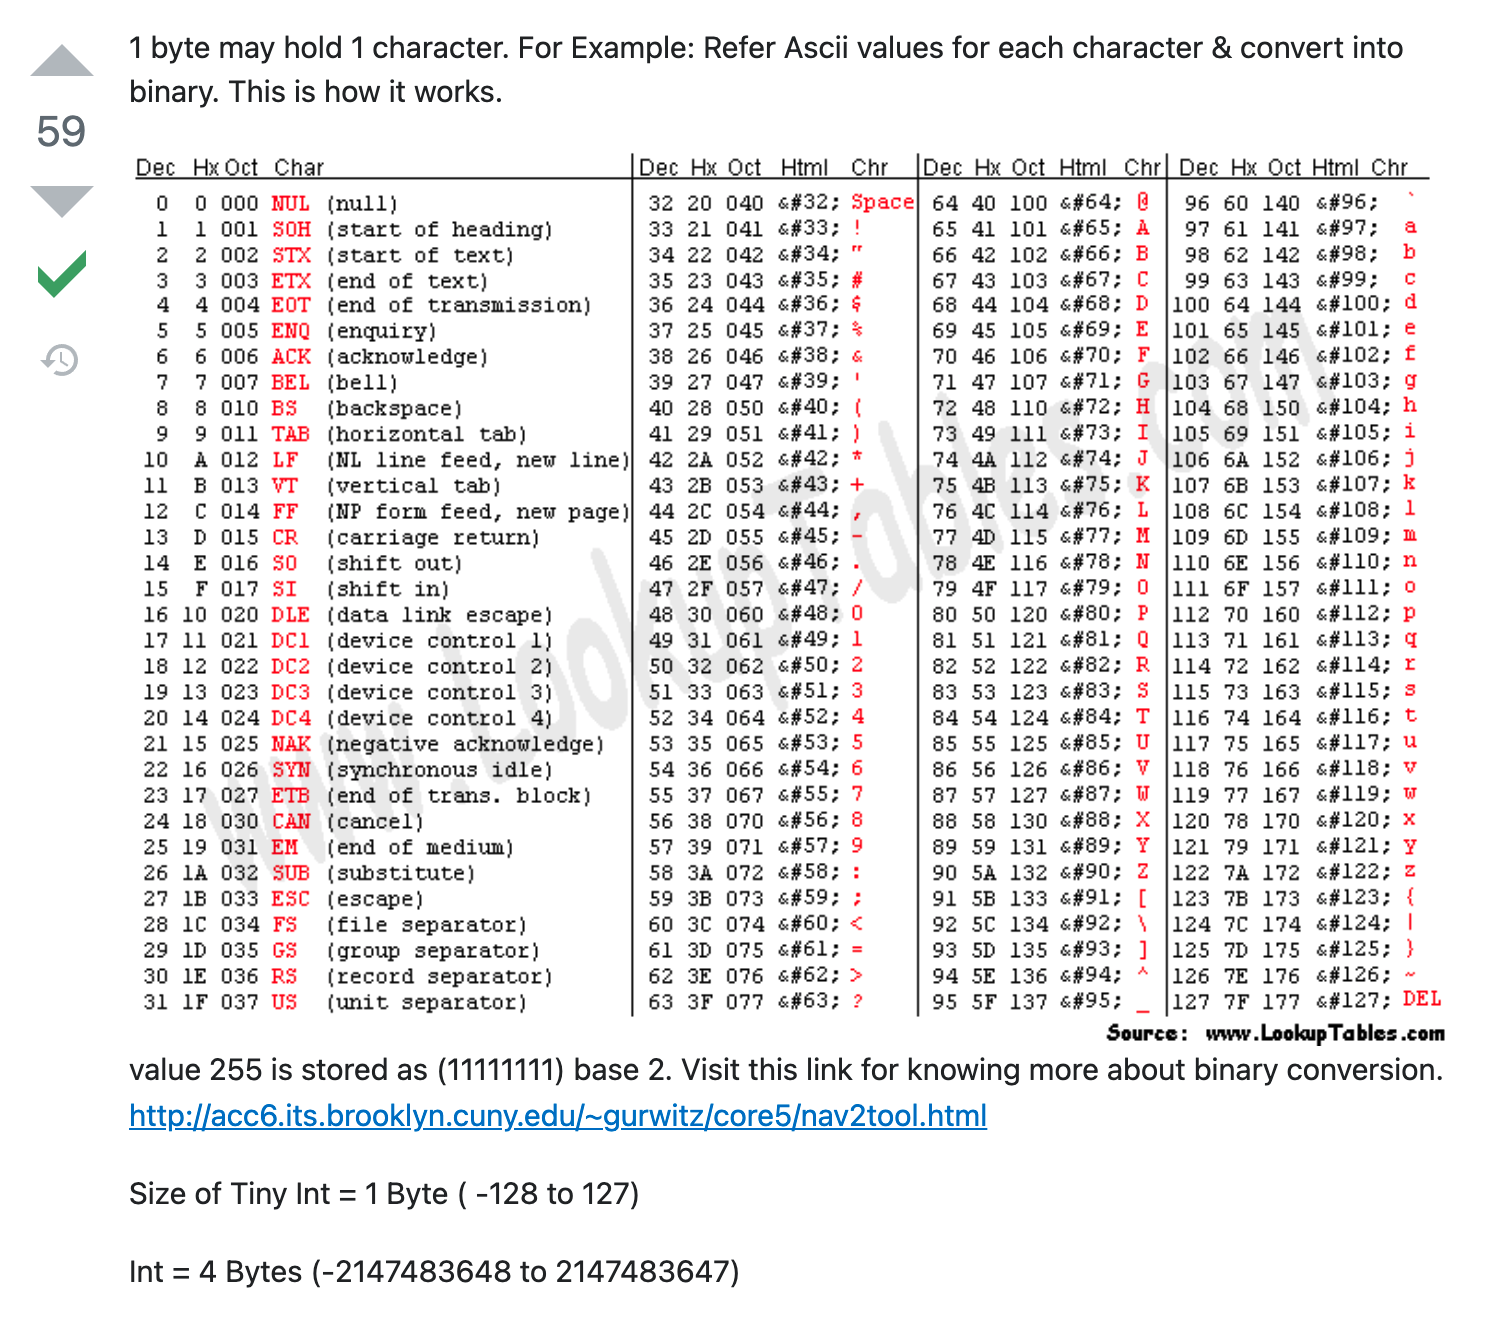 1 byte may hold 1 character. For Example: Refer Ascii values for each character & convert into
binary. This is how it works.
59
Dec Hx Oct Char Dec Hx Oct Html Chr Dec Hx Oct Html Chr Dec Hx Oct Html Chr
0 0 000 NUL (null) 32 20 040 &#32; Space 64 40 100 &#64; @ 96 60 140 &#96; `
1 1 001 SOH (start of heading) 33 21 041 &#33; ! 65 41 101 &#65; A 97 61 141 &#97; a
2 2 002 STX (start of text) 34 22 042 &#34; " 66 42 102 &#66; B 98 62 142 &#98; b
3 3 003 ETX (end of text) 35 23 043 &#35; # 67 43 103 &#67; C 99 63 143 &#99; c
4 4 004 EOT (end of transmission) 36 24 044 &#36; $ 68 44 104 &#68; D 100 64 144 &#100; d
5 5 005 ENQ (enquiry) 37 25 045 &#37; % 69 45 105 &#69; E 101 65 145 &#101; e
6 6 006 ACK (acknowledge) 38 26 046 &#38; & 70 46 106 &#70; F 102 66 146 &#102; f
7 7 007 BEL (bell) 39 27 047 &#39; ' 71 47 107 &#71; G 103 67 147 &#103; g
8 8 010 BS (backspace) 40 28 050 &#40; ( 72 48 110 &#72; H 104 68 150 &#104; h
9 9 011 TAB (horizontal tab) 41 29 051 &#41; ) 73 49 111 &#73; I 105 69 151 &#105; i
10 A 012 LF (NL line feed, new line) 42 2A 052 &#42; * 74 4A 112 &#74; J 106 6A 152 &#106; j
11 B 013 VT (vertical tab) 43 2B 053 &#43; + 75 4B 113 &#75; K 107 6B 153 &#107; k
12 C 014 FF (NP form feed, new page) 44 2C 054 &#44; , 76 4C 114 &#76; L 108 6C 154 &#108; l
13 D 015 CR (carriage return) 45 2D 055 &#45; - 77 4D 115 &#77; M 109 6D 155 &#109; m
14 E 016 SO (shift out) 46 2E 056 &#46; . 78 4E 116 &#78; N 110 6E 156 &#110; n
15 F 017 SI (shift in) 47 2F 057 &#47; / 79 4F 117 &#79; O 111 6F 157 &#111; o
16 10 020 DLE (data link escape) 48 30 060 &#48; 0 80 50 120 &#80; P 112 70 160 &#112; p
17 11 021 DC1 (device control 1) 49 31 061 &#49; 1 81 51 121 &#81; Q 113 71 161 &#113; q
18 12 022 DC2 (device control 2) 50 32 062 &#50; 2 82 52 122 &#82; R 114 72 162 &#114; r
19 13 023 DC3 (device control 3) 51 33 063 &#51; 3 83 53 123 &#83; S 115 73 163 &#115; s
20 14 024 DC4 (device control 4) 52 34 064 &#52; 4 84 54 124 &#84; T 116 74 164 &#116; t
21 15 025 NAK (negative acknowledge) 53 35 065 &#53; 5 85 55 125 &#85; U 117 75 165 &#117; u
22 16 026 SYN (synchronous idle) 54 36 066 &#54; 6 86 56 126 &#86; V 118 76 166 &#118; v
23 17 027 ETB (end of trans. block) 55 37 067 &#55; 7 87 57 127 &#87; W 119 77 167 &#119; w
24 18 030 CAN (cancel) 56 38 070 &#56; 8 88 58 130 &#88; X 120 78 170 &#120; x
25 19 031 EM (end of medium) 57 39 071 &#57; 9 89 59 131 &#89; Y 121 79 171 &#121; y
26 1A 032 SUB (substitute) 58 3A 072 &#58; : 90 5A 132 &#90; Z 122 7A 172 &#122; z
27 1B 033 ESC (escape) 59 3B 073 &#59; ; 91 5B 133 &#91; [ 123 7B 173 &#123; {
28 1C 034 FS (file separator) 60 3C 074 &#60; < 92 5C 134 &#92; \ 124 7C 174 &#124; |
29 1D 035 GS (group separator) 61 3D 075 &#61; = 93 5D 135 &#93; ] 125 7D 175 &#125; }
30 1E 036 RS (record separator) 62 3E 076 &#62; > 94 5E 136 &#94; ^ 126 7E 176 &#126; ~
31 1F 037 US (unit separator) 63 3F 077 &#63; ? 95 5F 137 &#95; _ 127 7F 177 &#127; DEL
www.LookupTables.com
Source: www.LookupTables.com
value 255 is stored as (11111111) base 2. Visit this link for knowing more about binary conversion.
http://acc6.its.brooklyn.cuny.edu/~gurwitz/core5/nav2tool.html
Size of Tiny Int = 1 Byte ( -128 to 127)
Int = 4 Bytes (-2147483648 to 2147483647)